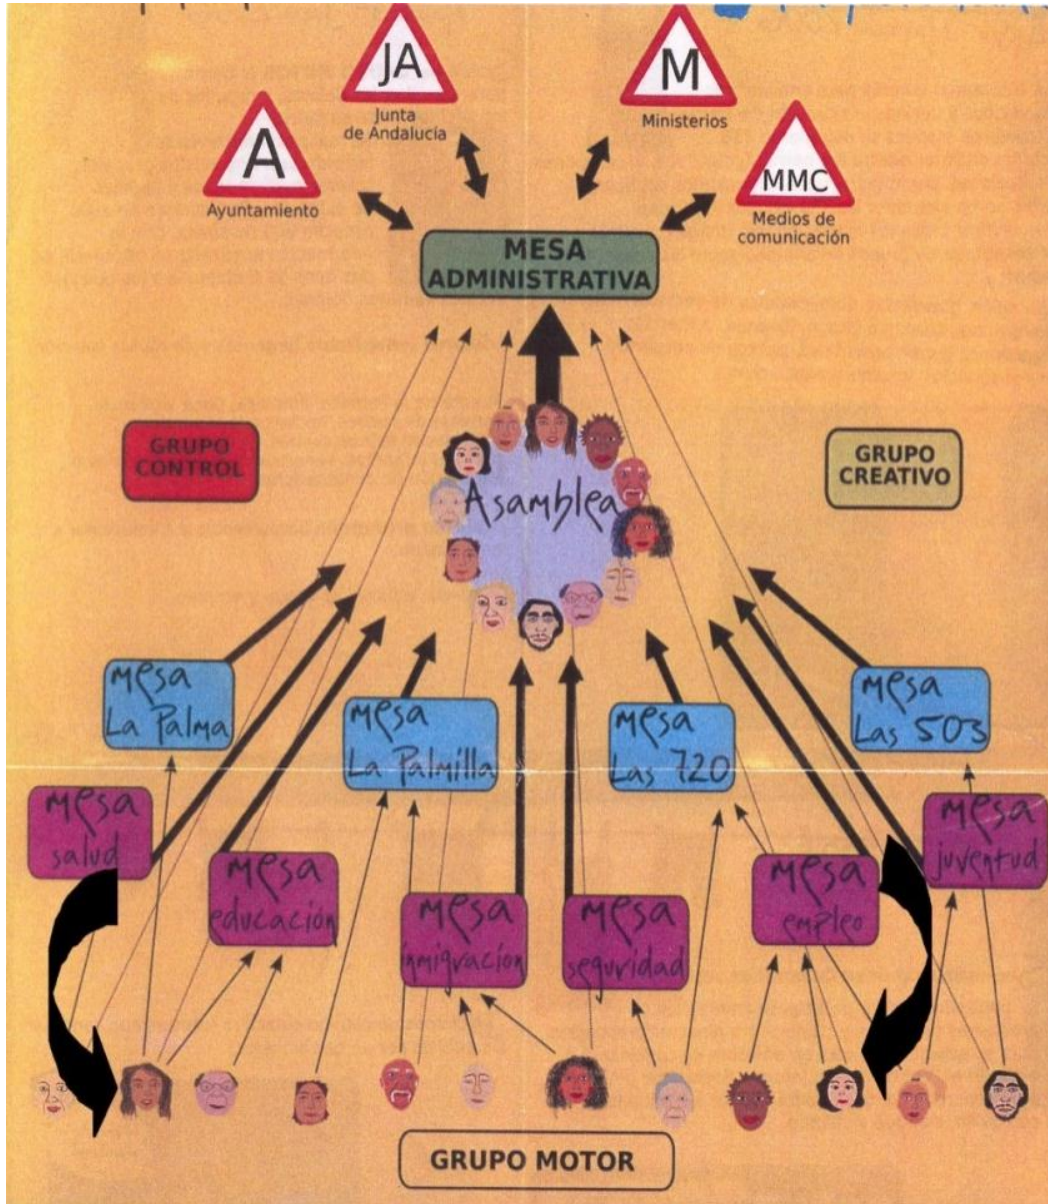 JA
Junta
de Andalucía
M
Ministerios
A
Ayuntamiento
MMC
Medios de
comunicación
MESA
ADMINISTRATIVA
GRUPO
CONTROL
GRUPO
CREATIVO
Asamblea
mesa
La Palma
mesa
La Palmilla
mesa
Las 720
mesa
Las 503
mesa
salud
mesa
educación
mesa
inmigración
mesa
seguridad
mesa
empleo
mesa
juventud
GRUPO MOTOR